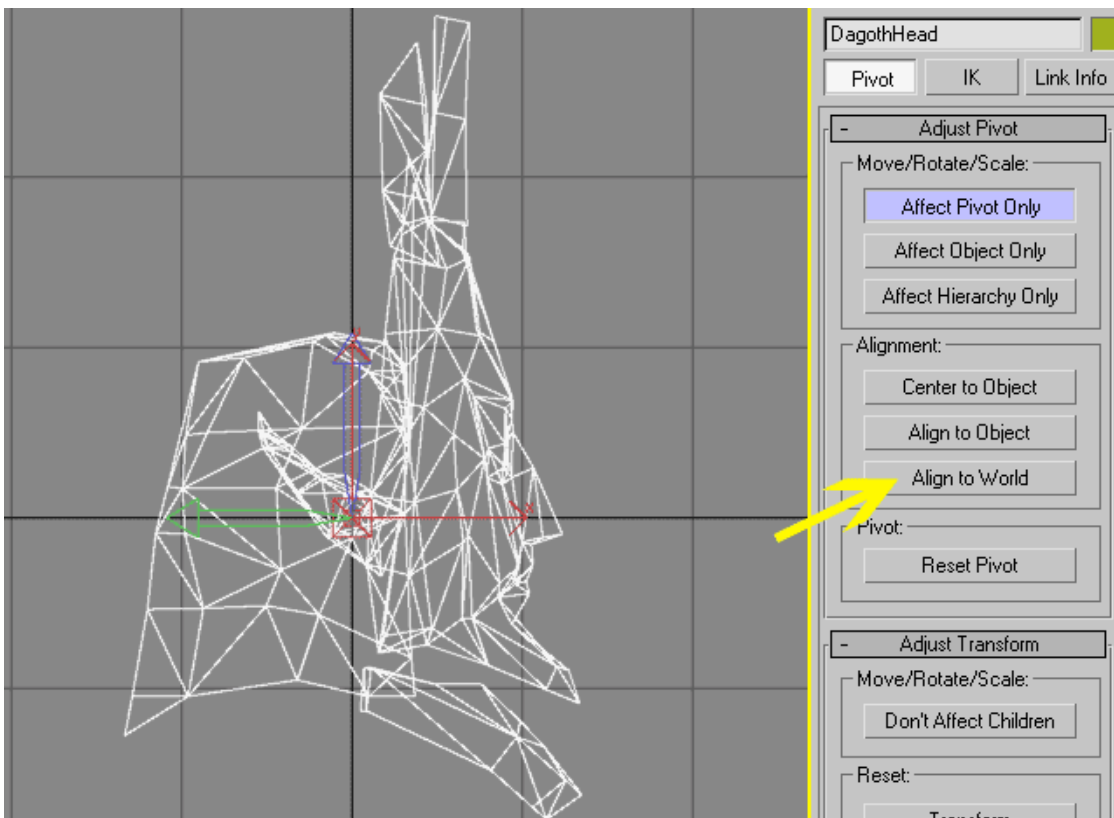 DagothHead
Pivot IK Link Info
- Adjust Pivot
Move/Rotate/Scale:
Affect Pivot Only
Affect Object Only
Affect Hierarchy Only
Alignment:
Center to Object
Align to Object
Align to World
Pivot:
Reset Pivot
- Adjust Transform
Move/Rotate/Scale:
Don't Affect Children
Reset:
Transform